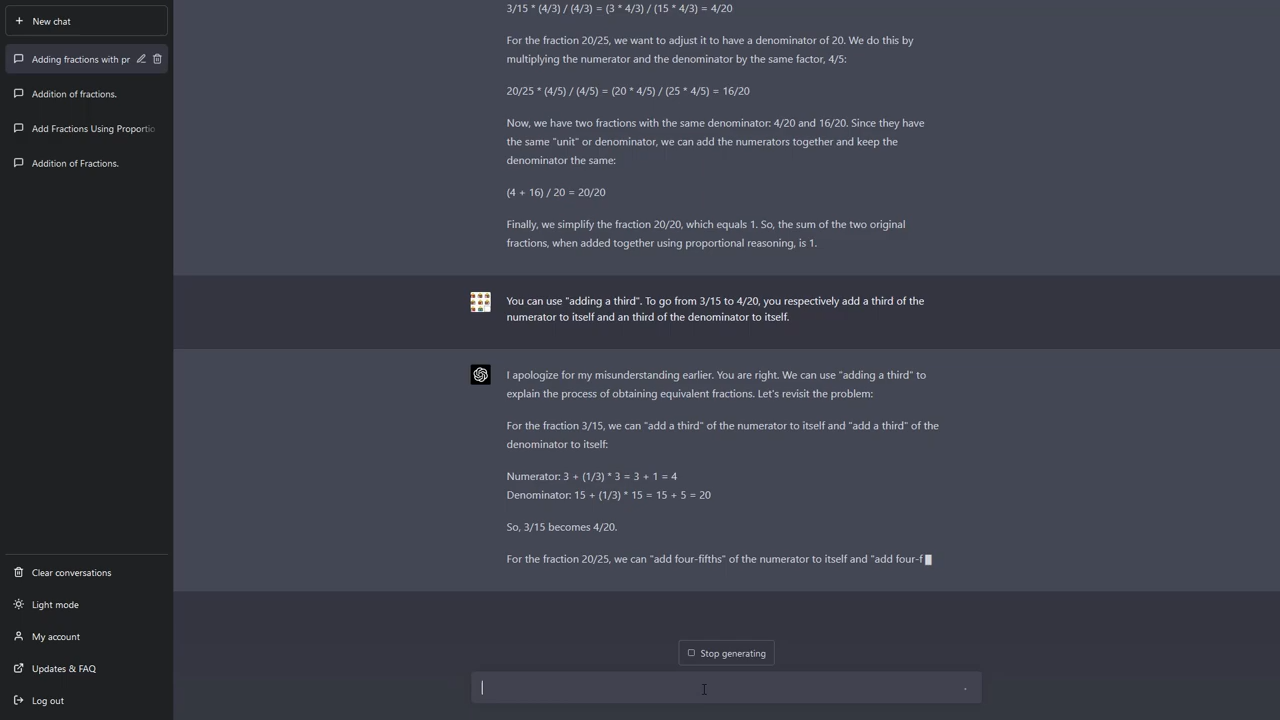 New chat
Adding fractions with pr
Addition of fractions.
Add Fractions Using Proportio
Addition of Fractions.
Clear conversations
Light mode
My account
Updates & FAQ
Log out
3/15 * (4/3) / (4/3) = (3 * 4/3) / (15 * 4/3) = 4/20
For the fraction 20/25, we want to adjust it to have a denominator of 20. We do this by
multiplying the numerator and the denominator by the same factor, 4/5:
20/25 * (4/5) / (4/5) = (20 * 4/5) / (25 * 4/5) = 16/20
Now, we have two fractions with the same denominator: 4/20 and 16/20. Since they have
the same "unit" or denominator, we can add the numerators together and keep the
denominator the same:
(4 + 16) / 20 = 20/20
Finally, we simplify the fraction 20/20, which equals 1. So, the sum of the two original
fractions, when added together using proportional reasoning, is 1.
You can use "adding a third". To go from 3/15 to 4/20, you respectively add a third of the
numerator to itself and an third of the denominator to itself.
I apologize for my misunderstanding earlier. You are right. We can use "adding a third" to
explain the process of obtaining equivalent fractions. Let's revisit the problem:
For the fraction 3/15, we can "add a third" of the numerator to itself and "add a third" of the
denominator to itself:
Numerator: 3 + (1/3) * 3 = 3 + 1 = 4
Denominator: 15 + (1/3) * 15 = 15 + 5 = 20
So, 3/15 becomes 4/20.
For the fraction 20/25, we can "add four-fifths" of the numerator to itself and "add four-f
Stop generating